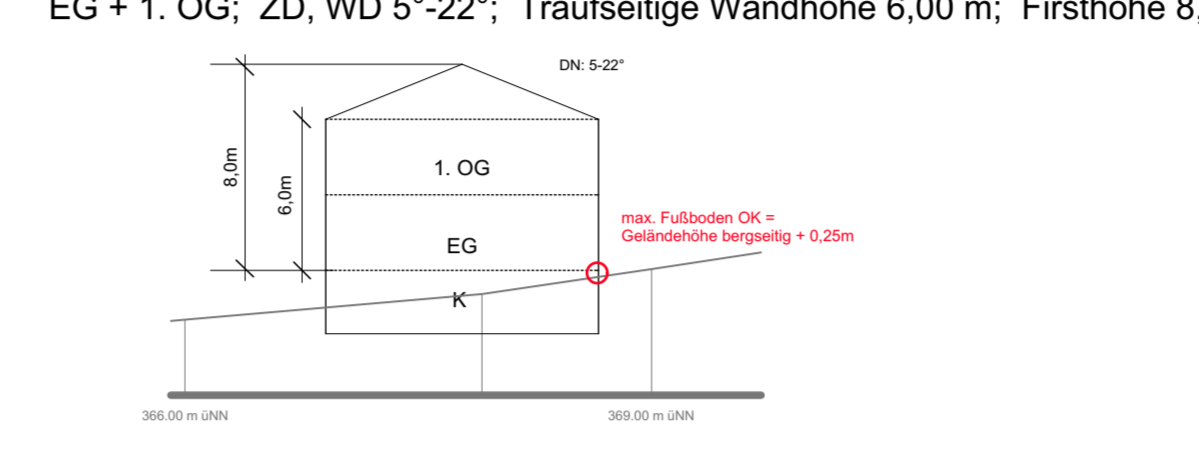 EG + 1. OG; ZD, WD 5°-22°; Traufseitige Wandhöhe 6,00 m; Firsthöhe 8,
DN: 5-22°
8,0m
6,0m
1. OG
max. Fußboden OK =
Geländehöhe bergseitig + 0,25m
EG
K
366.00 m üNN
369.00 m üNN